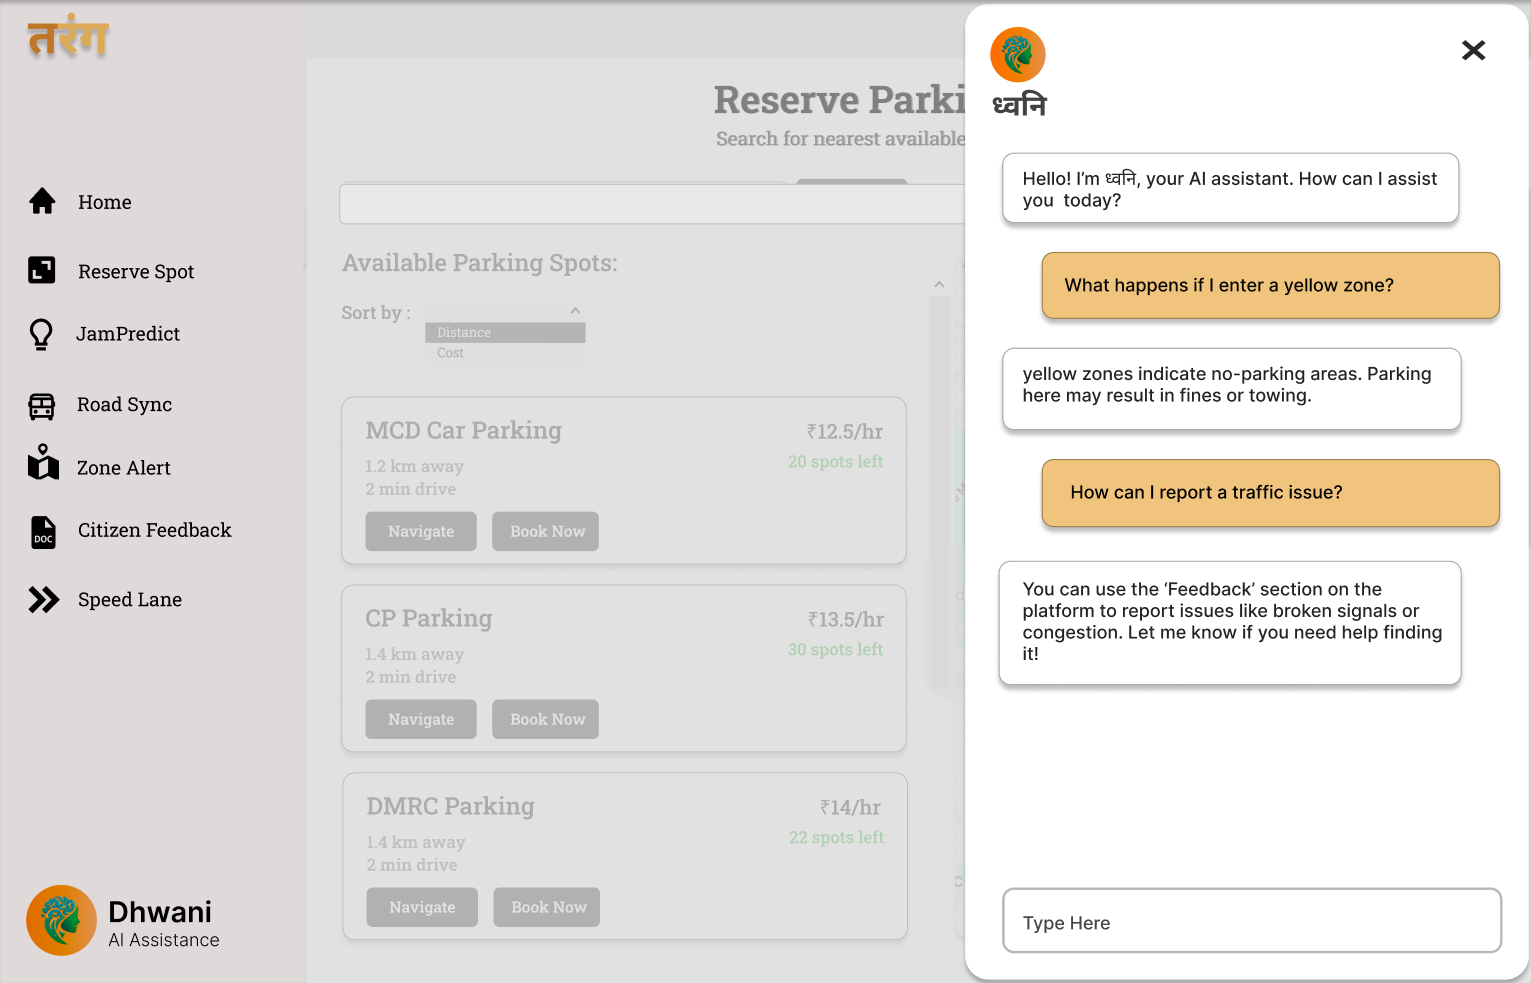 तरंग
Home
Reserve Spot
JamPredict
Road Sync
Zone Alert
DOC
Citizen Feedback
Speed Lane
Dhwani
AI Assistance
Reserve Parki
Search for nearest available
Available Parking Spots:
Sort by :
Distance
Cost
MCD Car Parking
₹12.5/hr
1.2 km away
20 spots left
2 min drive
Navigate
Book Now
CP Parking
₹13.5/hr
1.4 km away
30 spots left
2 min drive
Navigate
Book Now
DMRC Parking
₹14/hr
1.4 km away
22 spots left
2 min drive
Navigate
Book Now
ध्वनि
Hello! I’m ध्वनि, your AI assistant. How can I assist
you  today?
What happens if I enter a yellow zone?
yellow zones indicate no-parking areas. Parking
here may result in fines or towing.
How can I report a traffic issue?
You can use the ‘Feedback’ section on the
platform to report issues like broken signals or
congestion. Let me know if you need help finding
it!
Type Here